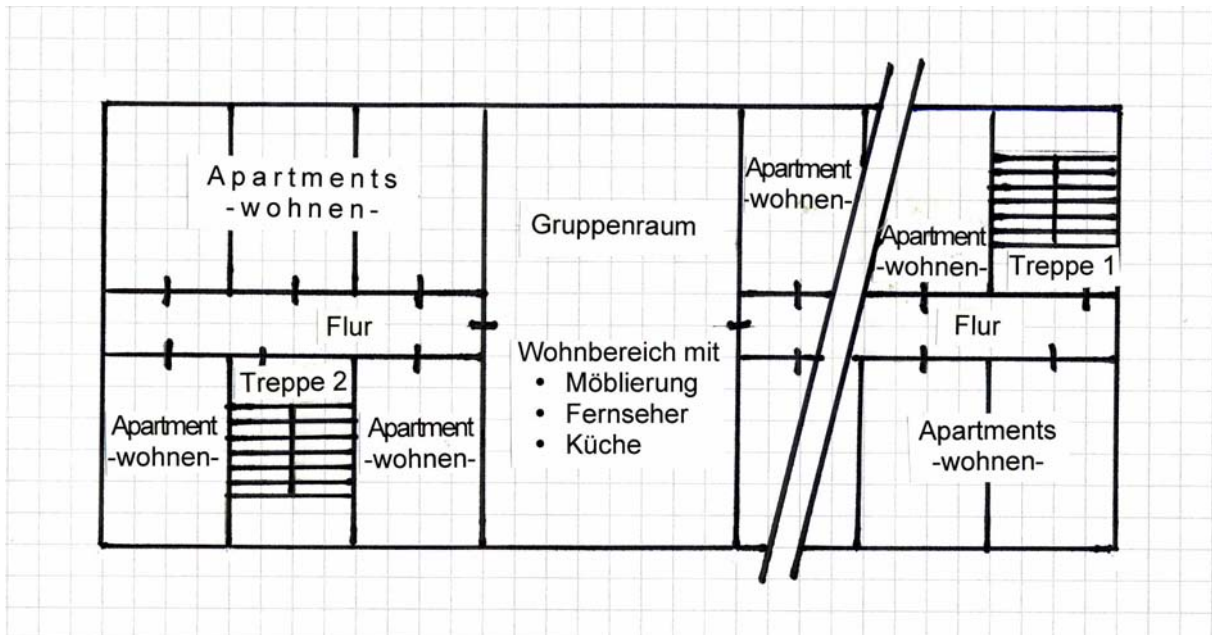 Apartments
-wohnen-
Gruppenraum
Apartment
-wohnen-
Apartment
-wohnen-
Treppe 1
Flur
Flur
Wohnbereich mit
• Möblierung
• Fernseher
• Küche
Treppe 2
Apartment
-wohnen-
Apartment
-wohnen-
Apartments
-wohnen-